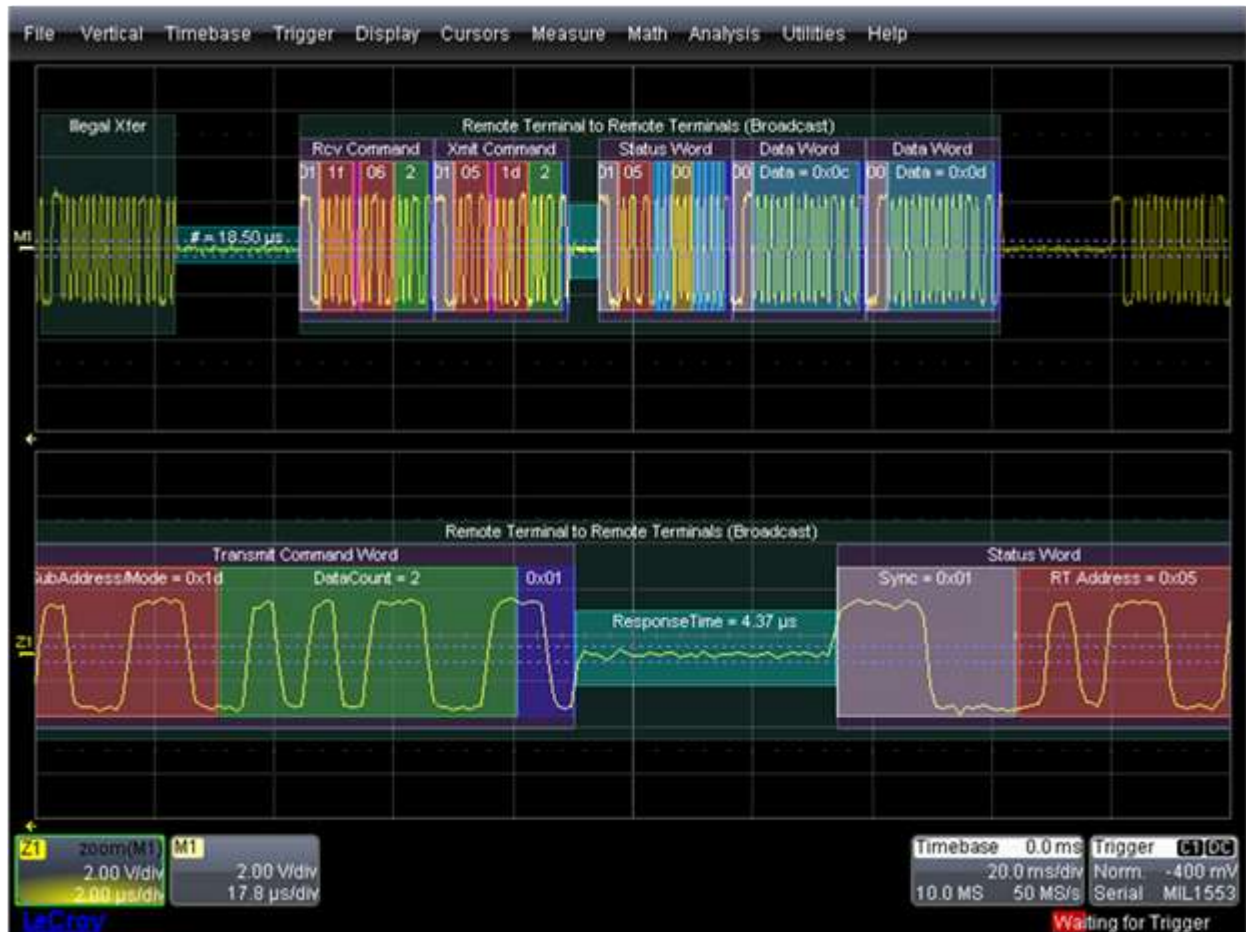 File Vertical Timebase Trigger Display Cursors Measure Math Analysis Utilities Help
Illegal Xfer
Remote Terminal to Remote Terminals (Broadcast)
Rcv Command Xmit Command Status Word Data Word Data Word
01 1f 06 2 01 05 1d 2 01 05 00 00 Data = 0x0c 00 Data = 0x0d
M1
# = 18.50 µs
Remote Terminal to Remote Terminals (Broadcast)
Transmit Command Word Status Word
SubAddress/Mode = 0x1d DataCount = 2 0x01 Sync = 0x01 RT Address = 0x05
ResponseTime = 4.37 µs
Z1
Z1 zoom(M1) M1 Timebase 0.0 ms Trigger C1 DC
2.00 V/div 2.00 V/div 20.0 ms/div Norm. -400 mV
2.00 µs/div 17.8 µs/div 10.0 MS 50 MS/s Serial MIL1553
LeCroy Waiting for Trigger